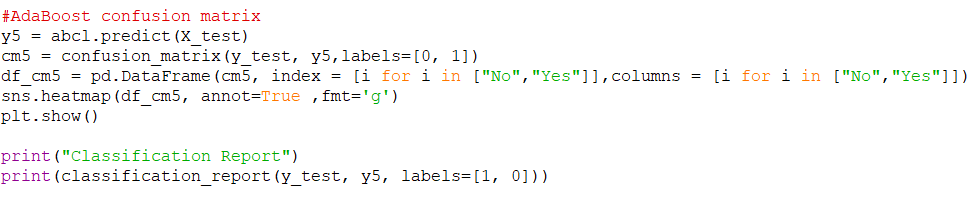 #AdaBoost confusion matrix
y5 = abcl.predict(X_test)
cm5 = confusion_matrix(y_test, y5,labels=[0, 1])
df_cm5 = pd.DataFrame(cm5, index = [i for i in ["No","Yes"]],columns = [i for i in ["No","Yes"]])
sns.heatmap(df_cm5, annot=True ,fmt='g')
plt.show()
print("Classification Report")
print(classification_report(y_test, y5, labels=[1, 0]))